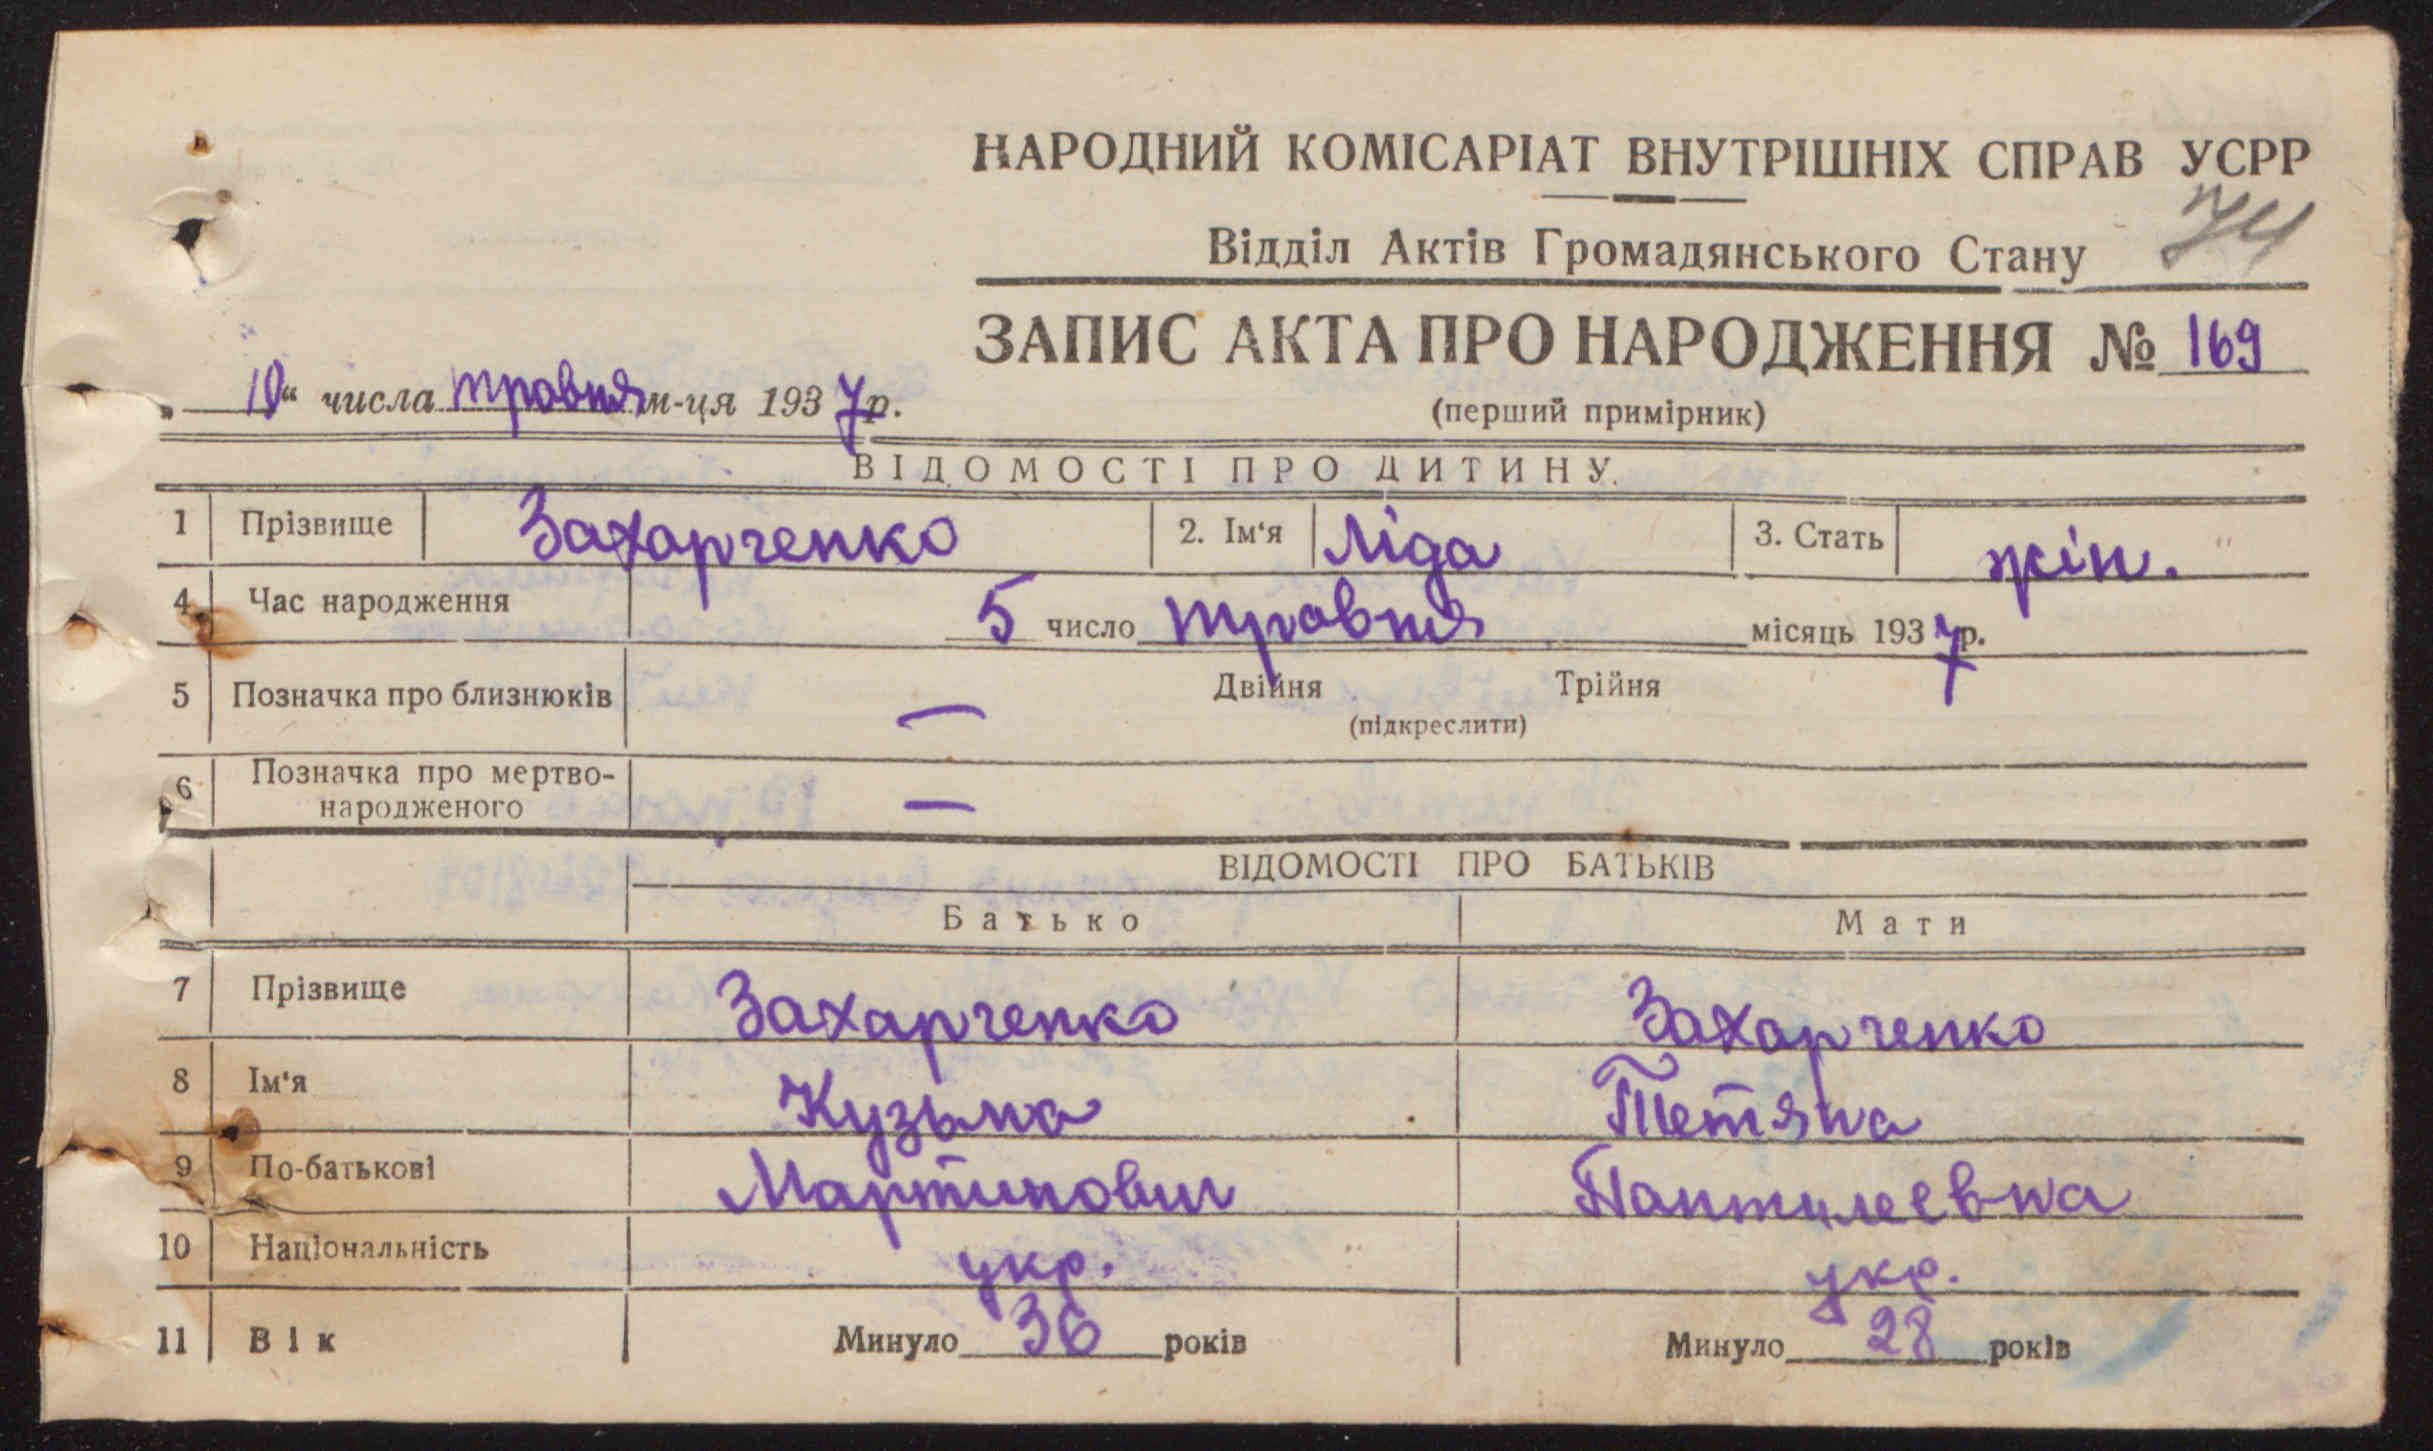 НАРОДНИЙ КОМІСАРІАТ ВНУТРІШНІХ СПРАВ УСРР
Відділ Актів Громадянського Стану 74
ЗАПИС АКТА ПРО НАРОДЖЕННЯ № 169
„ 10 “ числа травня м-ця 1937 р.
(перший примірник)
ВІДОМОСТІ ПРО ДИТИНУ.
1 Прізвище Захарченко 2. Ім‘я Ліда 3. Стать жін.
4 Час народження 5 число травня місяць 1937 р.
5 Позначка про близнюків — Двійня Трійня
(підкреслити)
6 Позначка про мертво-
народженого —
ВІДОМОСТІ ПРО БАТЬКІВ
Батько Мати
7 Прізвище Захарченко Захарченко
8 Ім‘я Кузьма Тетяна
9 По-батькові Мартинович Пантилеевна
10 Національність укр. укр.
11 Вік Минуло 36 років Минуло 28 років